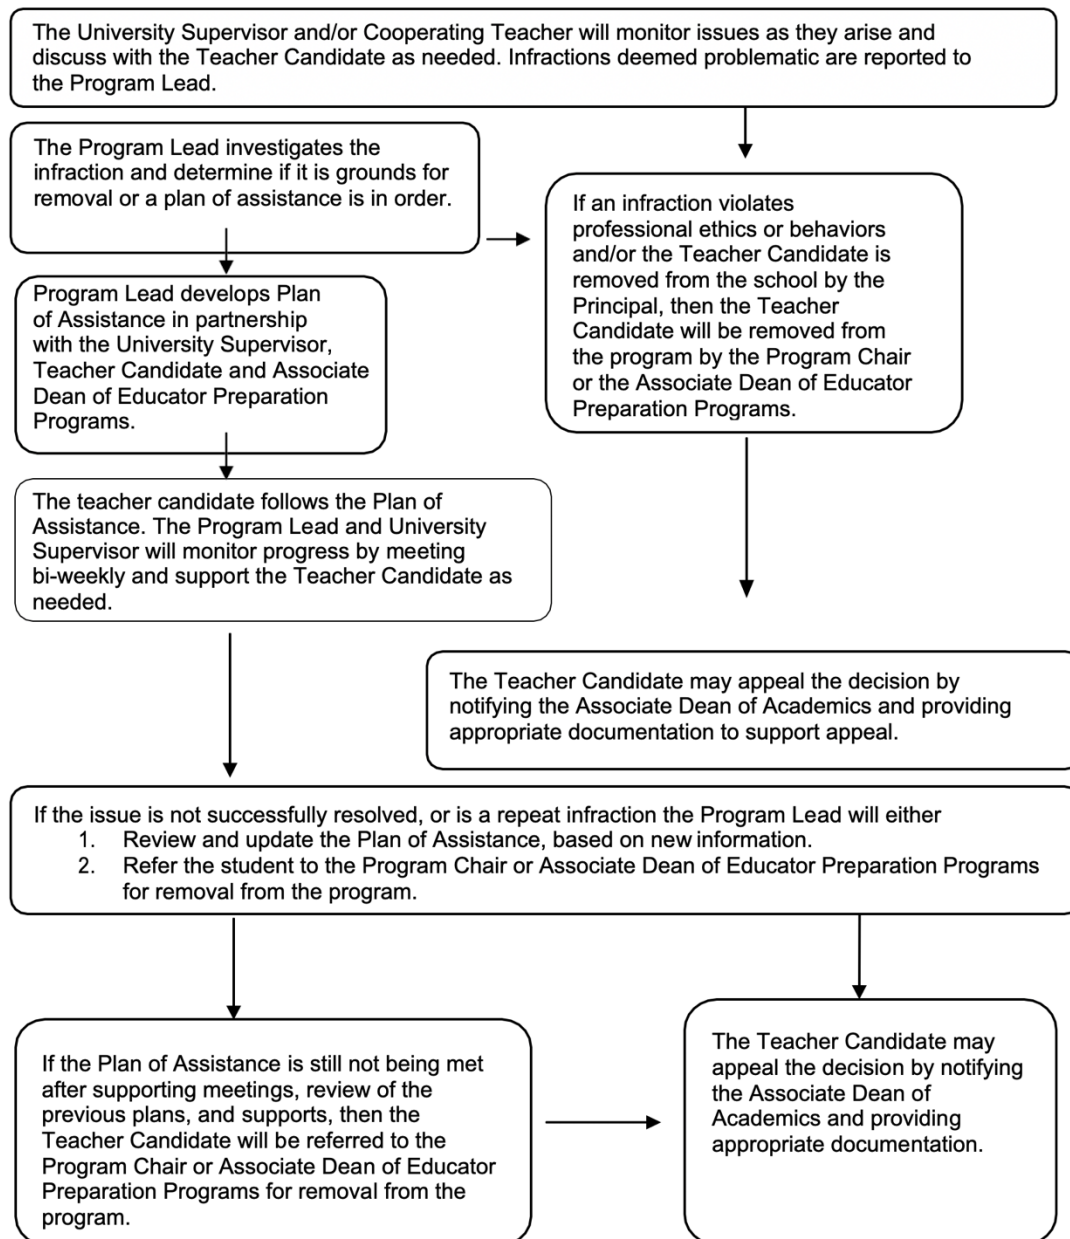 The University Supervisor and/or Cooperating Teacher will monitor issues as they arise and
discuss with the Teacher Candidate as needed. Infractions deemed problematic are reported to
the Program Lead.
The Program Lead investigates the
infraction and determine if it is grounds for
removal or a plan of assistance is in order.
If an infraction violates
professional ethics or behaviors
and/or the Teacher Candidate is
removed from the school by the
Principal, then the Teacher
Candidate will be removed from
the program by the Program Chair
or the Associate Dean of Educator
Preparation Programs.
Program Lead develops Plan
of Assistance in partnership
with the University Supervisor,
Teacher Candidate and Associate
Dean of Educator Preparation
Programs.
The teacher candidate follows the Plan of
Assistance. The Program Lead and University
Supervisor will monitor progress by meeting
bi-weekly and support the Teacher Candidate as
needed.
The Teacher Candidate may appeal the decision by
notifying the Associate Dean of Academics and providing
appropriate documentation to support appeal.
If the issue is not successfully resolved, or is a repeat infraction the Program Lead will either
1. Review and update the Plan of Assistance, based on new information.
2. Refer the student to the Program Chair or Associate Dean of Educator Preparation Programs
for removal from the program.
If the Plan of Assistance is still not being met
after supporting meetings, review of the
previous plans, and supports, then the
Teacher Candidate will be referred to the
Program Chair or Associate Dean of Educator
Preparation Programs for removal from the
program.
The Teacher Candidate may
appeal the decision by notifying
the Associate Dean of
Academics and providing
appropriate documentation.